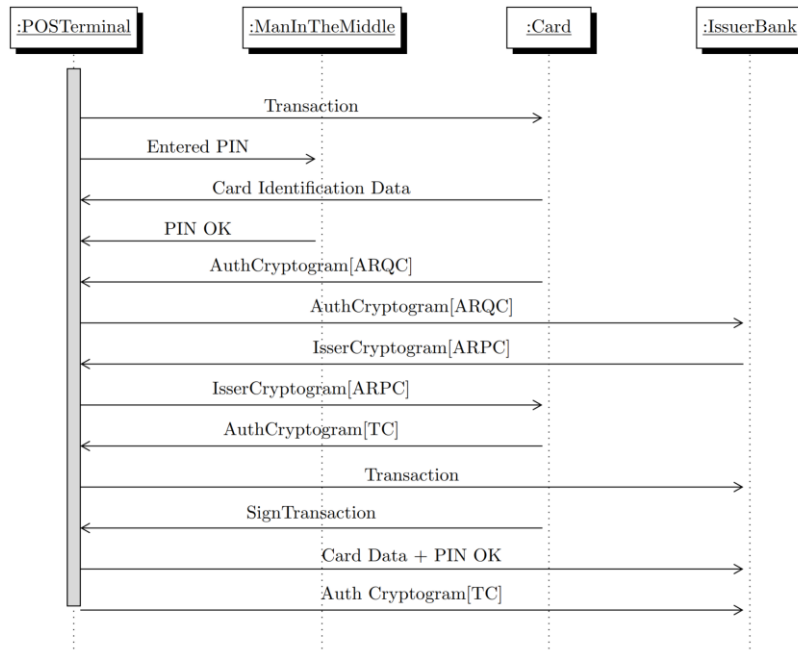 :POSTerminal :ManInTheMiddle :Card :IssuerBank
Transaction
Entered PIN
Card Identification Data
PIN OK
AuthCryptogram[ARQC]
AuthCryptogram[ARQC]
IsserCryptogram[ARPC]
IsserCryptogram[ARPC]
AuthCryptogram[TC]
Transaction
SignTransaction
Card Data + PIN OK
Auth Cryptogram[TC]